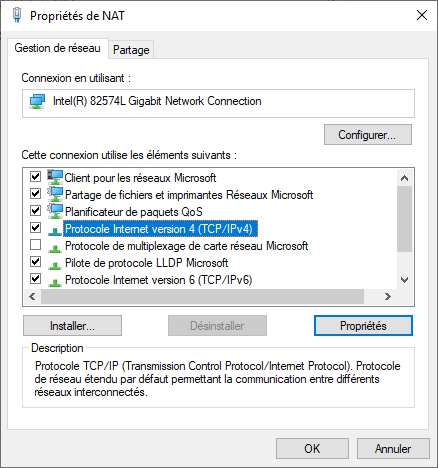 Propriétés de NAT
Gestion de réseau
Partage
Connexion en utilisant :
Intel(R) 82574L Gigabit Network Connection
Configurer...
Cette connexion utilise les éléments suivants :
Client pour les réseaux Microsoft
Partage de fichiers et imprimantes Réseaux Microsoft
Planificateur de paquets QoS
Protocole Internet version 4 (TCP/IPv4)
Protocole de multiplexage de carte réseau Microsoft
Pilote de protocole LLDP Microsoft
Protocole Internet version 6 (TCP/IPv6)
Installer...
Désinstaller
Propriétés
Description
Protocole TCP/IP (Transmission Control Protocol/Internet Protocol). Protocole
de réseau étendu par défaut permettant la communication entre différents
réseaux interconnectés.
OK
Annuler